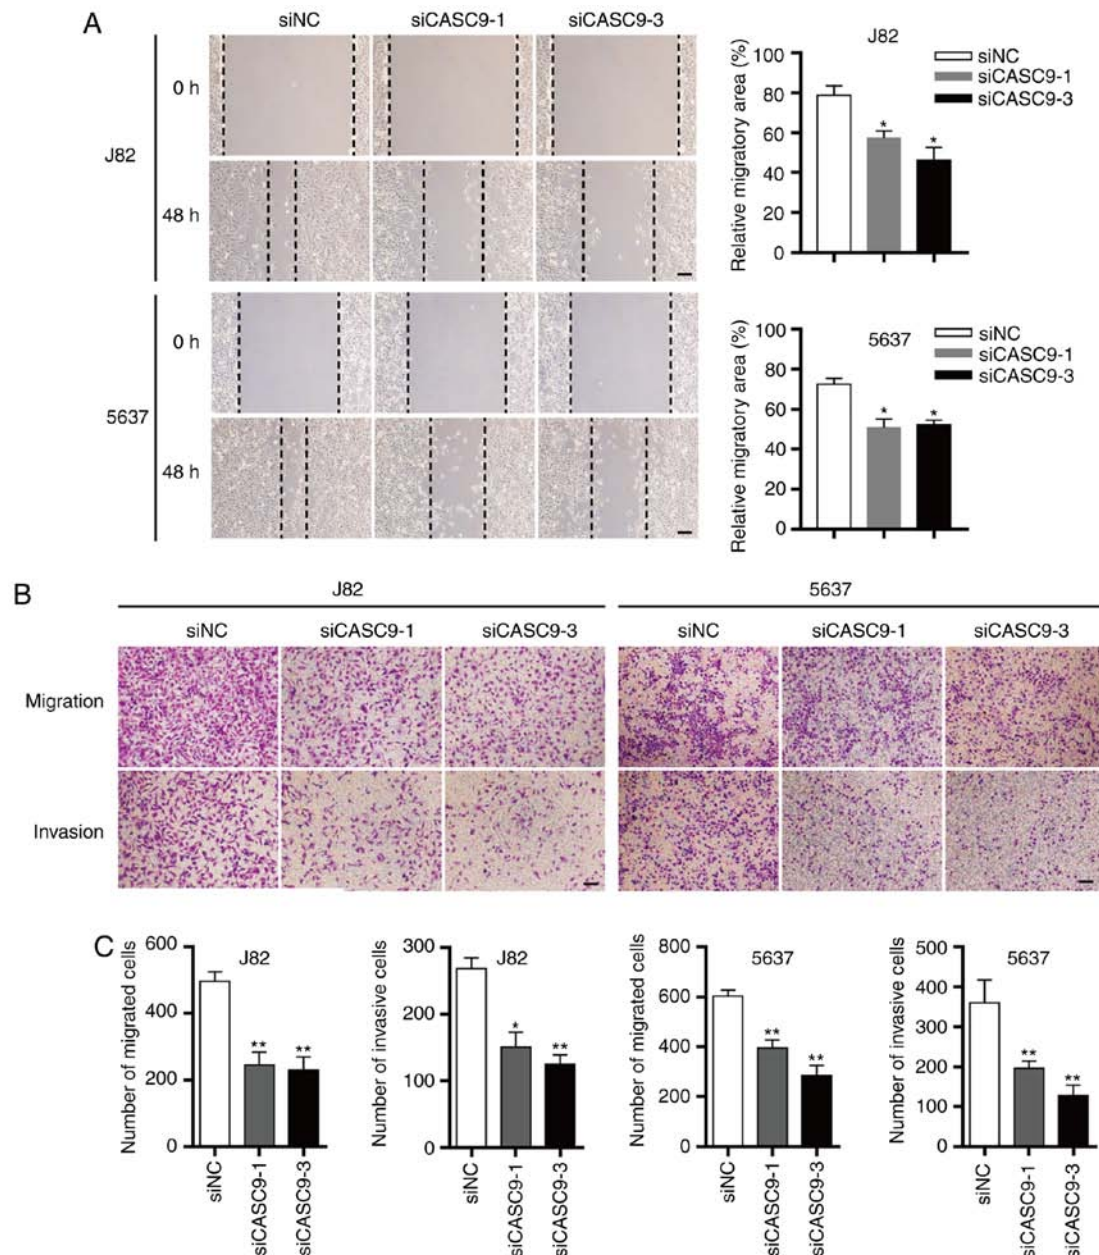 A
siNC siCASC9-1 siCASC9-3
J82
0 h
48 h
5637
0 h
48 h
J82
siNC
siCASC9-1
siCASC9-3
Relative migratory area (%)
100
80
60
40
20
0
* *
5637
siNC
siCASC9-1
siCASC9-3
Relative migratory area (%)
100
80
60
40
20
0
* *
B
J82 5637
siNC siCASC9-1 siCASC9-3 siNC siCASC9-1 siCASC9-3
Migration
Invasion
C
J82
Number of migrated cells
600
400
200
0
** **
siNC siCASC9-1 siCASC9-3
J82
Number of invasive cells
300
200
100
0
* **
siNC siCASC9-1 siCASC9-3
5637
Number of migrated cells
800
600
400
200
0
** **
siNC siCASC9-1 siCASC9-3
5637
Number of invasive cells
500
400
300
200
100
0
** **
siNC siCASC9-1 siCASC9-3